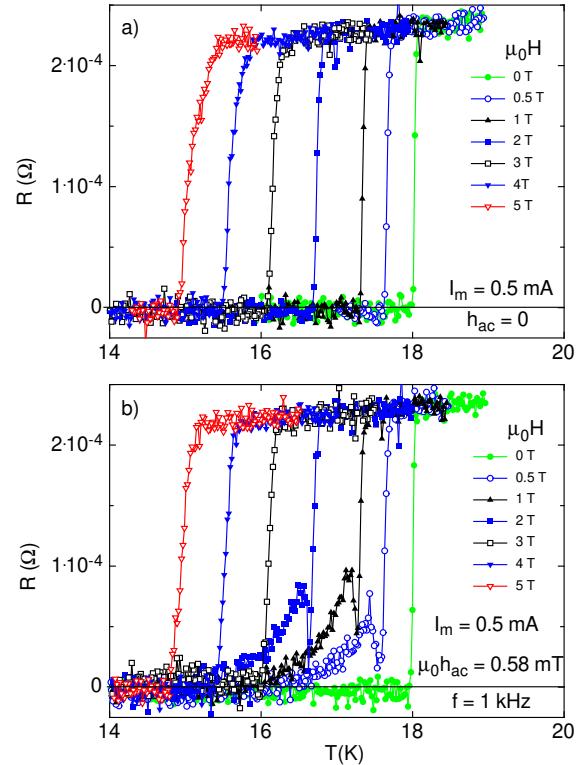 a)
2·10⁻⁴
1·10⁻⁴
0
R (Ω)
μ₀H
0 T
0.5 T
1 T
2 T
3 T
4T
5 T
Iₘ = 0.5 mA
h_ac = 0
14 16 18 20
b)
2·10⁻⁴
1·10⁻⁴
0
R (Ω)
μ₀H
0 T
0.5 T
1 T
2 T
3 T
4 T
5 T
Iₘ = 0.5 mA
μ₀h_ac = 0.58 mT
f = 1 kHz
14 16 18 20
T(K)